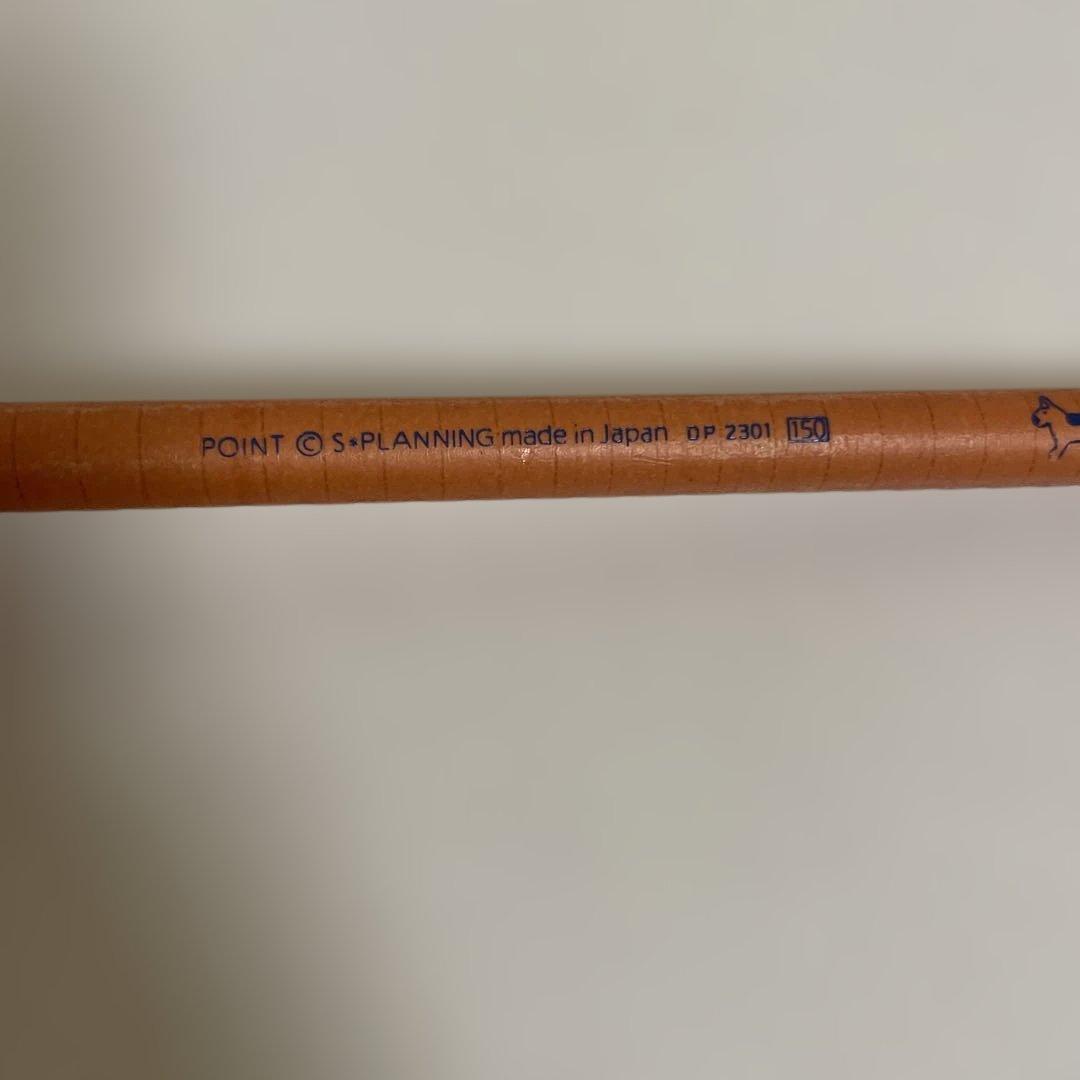 POINT © S*PLANNING made in Japan DP 2301 150